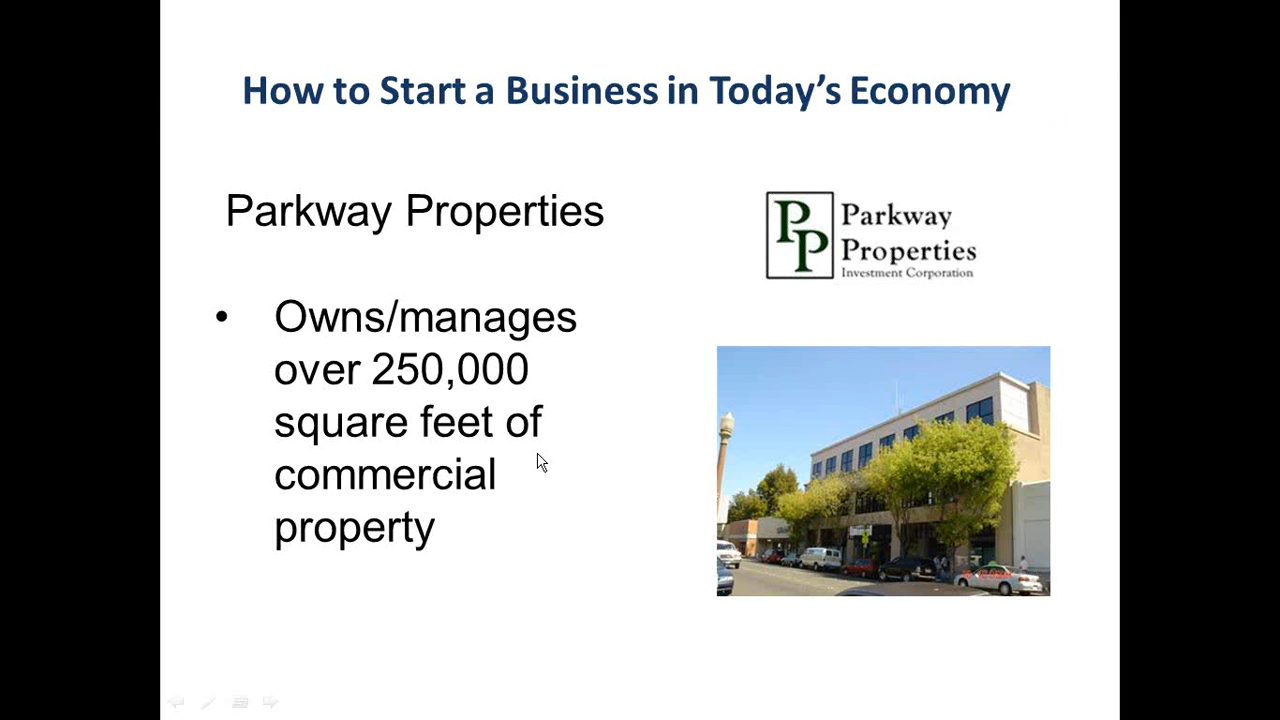 How to Start a Business in Today's Economy
Parkway Properties
PP
Parkway
Properties
Investment Corporation
• Owns/manages
over 250,000
square feet of
commercial
property